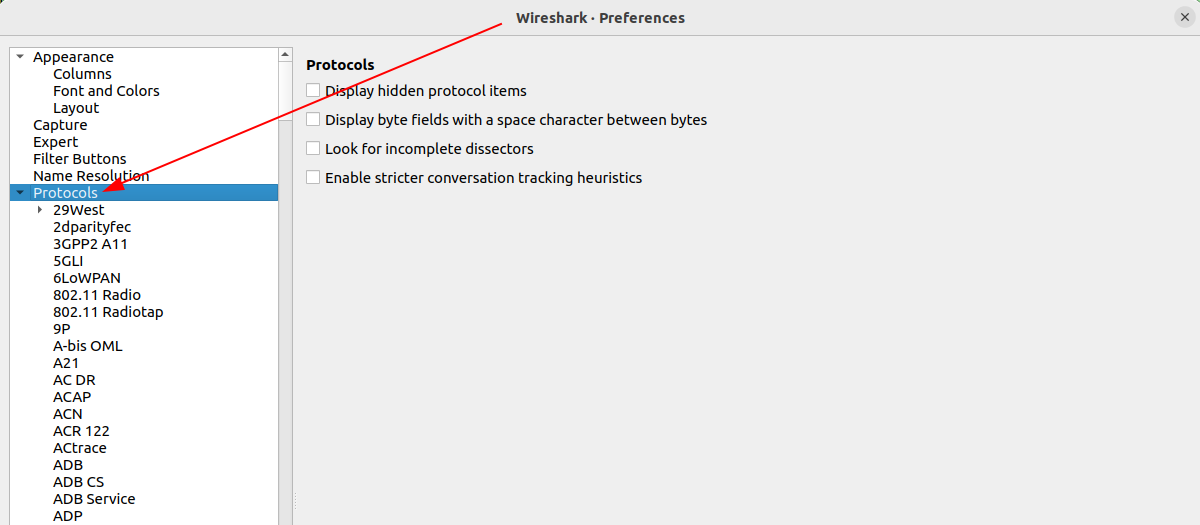 Wireshark · Preferences
Appearance
Columns
Font and Colors
Layout
Capture
Expert
Filter Buttons
Name Resolution
Protocols
29West
2dparityfec
3GPP2 A11
5GLI
6LoWPAN
802.11 Radio
802.11 Radiotap
9P
A-bis OML
A21
AC DR
ACAP
ACN
ACR 122
ACtrace
ADB
ADB CS
ADB Service
ADP
Protocols
Display hidden protocol items
Display byte fields with a space character between bytes
Look for incomplete dissectors
Enable stricter conversation tracking heuristics